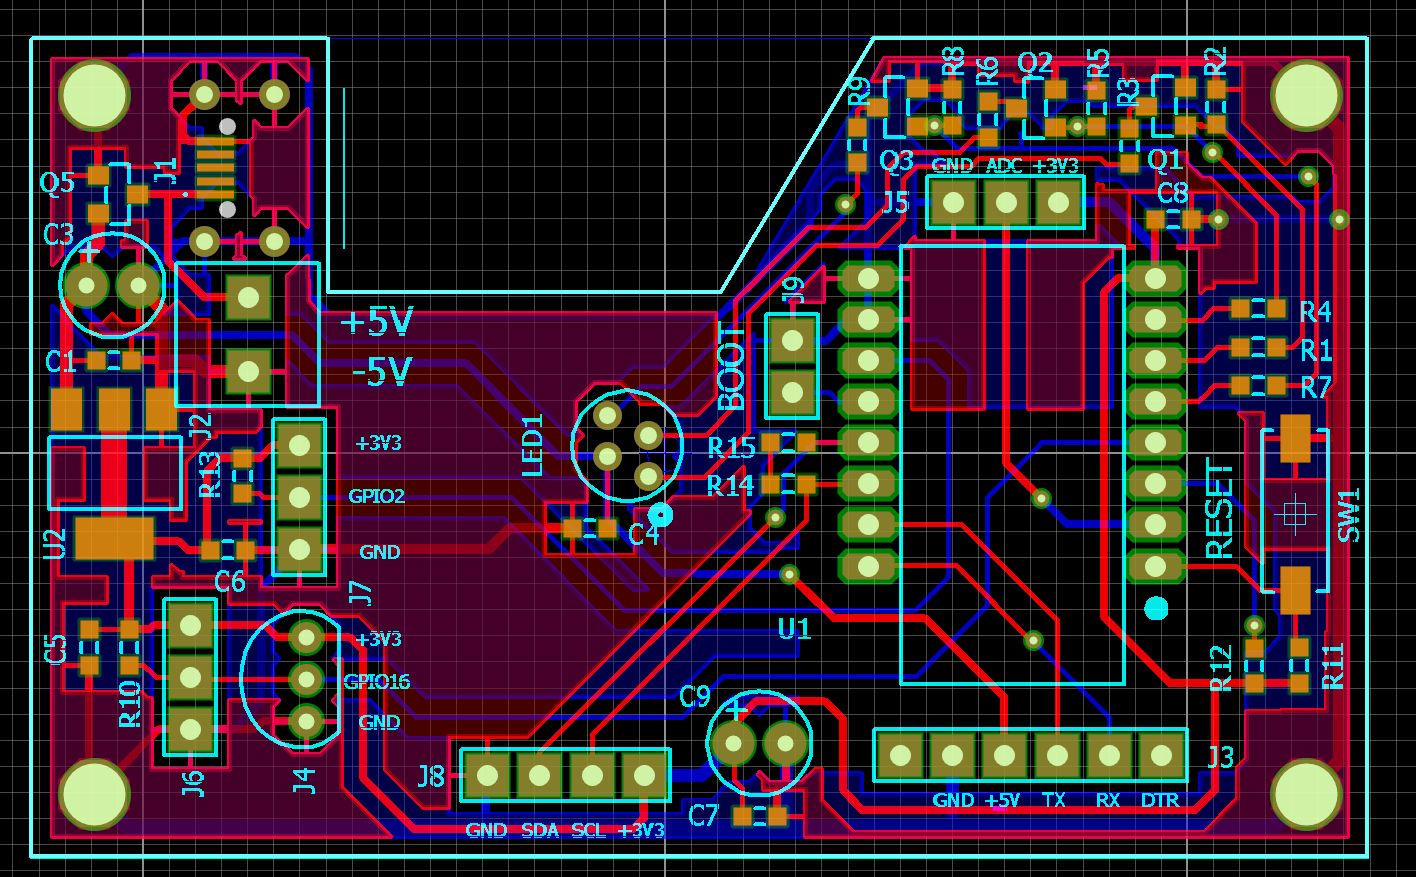 R9
R8
R6
Q2
R5
R3
R2
Q5
J1
Q3
GND ADC +3V3
Q1
C8
C3
+
J5
J9
+5V
-5V
BOOT
R4
R1
R7
C1
J2
R13
+3V3
GPIO2
GND
LED1
C4
R15
R14
U2
C6
J7
RESET
SW1
C5
R10
+3V3
GPIO16
GND
U1
R12
R11
J6
J4
C9
+
J8
J3
GND +5V TX RX DTR
C7
GND SDA SCL +3V3